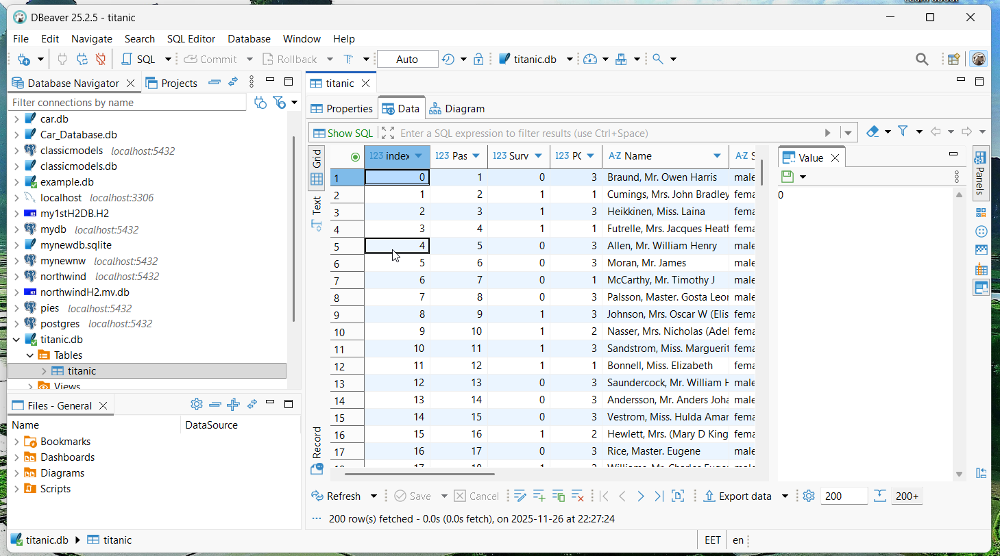 Learn about
DBeaver 25.2.5 - titanic
File Edit Navigate Search SQL Editor Database Window Help
SQL Commit Rollback T Auto titanic.db
Database Navigator Projects
Filter connections by name
car.db
Car_Database.db
classicmodels localhost:5432
classicmodels.db
example.db
localhost localhost:3306
H2 my1stH2DB.H2
mydb localhost:5432
mynewdb.sqlite
mynewnw localhost:5432
northwind localhost:5432
H2 northwindH2.mv.db
pies localhost:5432
postgres localhost:5432
titanic.db
Tables
titanic
Views
Files - General
Name DataSource
Bookmarks
Dashboards
Diagrams
Scripts
titanic
Properties Data Diagram
Show SQL Enter a SQL expression to filter results (use Ctrl+Space)
Grid
Text
Record
123 index 123 Pas 123 Surv 123 PC A-Z Name A-Z S
1 0 1 0 3 Braund, Mr. Owen Harris male
2 1 2 1 1 Cumings, Mrs. John Bradley fema
3 2 3 1 3 Heikkinen, Miss. Laina fema
4 3 4 1 1 Futrelle, Mrs. Jacques Heath fema
5 4 5 0 3 Allen, Mr. William Henry male
6 5 6 0 3 Moran, Mr. James male
7 6 7 0 1 McCarthy, Mr. Timothy J male
8 7 8 0 3 Palsson, Master. Gosta Leon male
9 8 9 1 3 Johnson, Mrs. Oscar W (Elis fema
10 9 10 1 2 Nasser, Mrs. Nicholas (Adel fema
11 10 11 1 3 Sandstrom, Miss. Marguerit fema
12 11 12 1 1 Bonnell, Miss. Elizabeth fema
13 12 13 0 3 Saundercock, Mr. William H male
14 13 14 0 3 Andersson, Mr. Anders Joha male
15 14 15 0 3 Vestrom, Miss. Hulda Aman fema
16 15 16 1 2 Hewlett, Mrs. (Mary D King fema
17 16 17 0 3 Rice, Master. Eugene male
Value
0
Panels
Refresh Save Cancel Export data 200 200+
200 row(s) fetched - 0.0s (0.0s fetch), on 2025-11-26 at 22:27:24
titanic.db titanic EET en